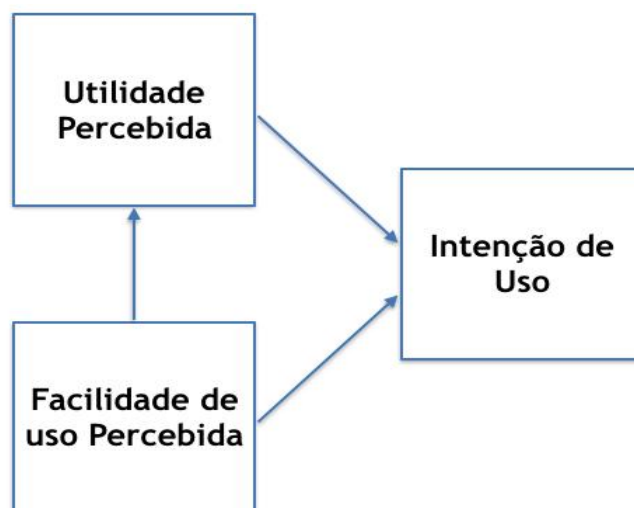 Utilidade
Percebida
Intenção de
Uso
Facilidade de
uso Percebida